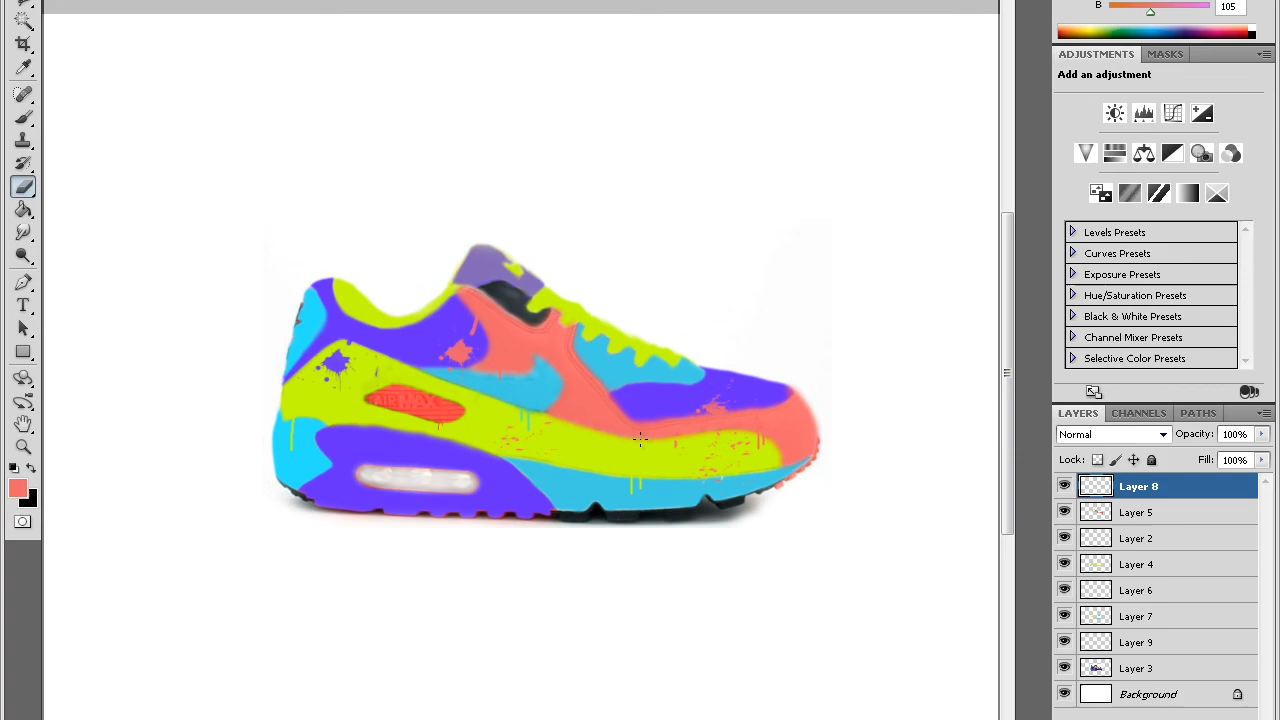 B 105
ADJUSTMENTS MASKS
Add an adjustment
Levels Presets
Curves Presets
Exposure Presets
Hue/Saturation Presets
Black & White Presets
Channel Mixer Presets
Selective Color Presets
LAYERS CHANNELS PATHS
Normal Opacity: 100%
Lock: Fill: 100%
Layer 8
Layer 5
Layer 2
Layer 4
Layer 6
Layer 7
Layer 9
Layer 3
Background
AIR MAX